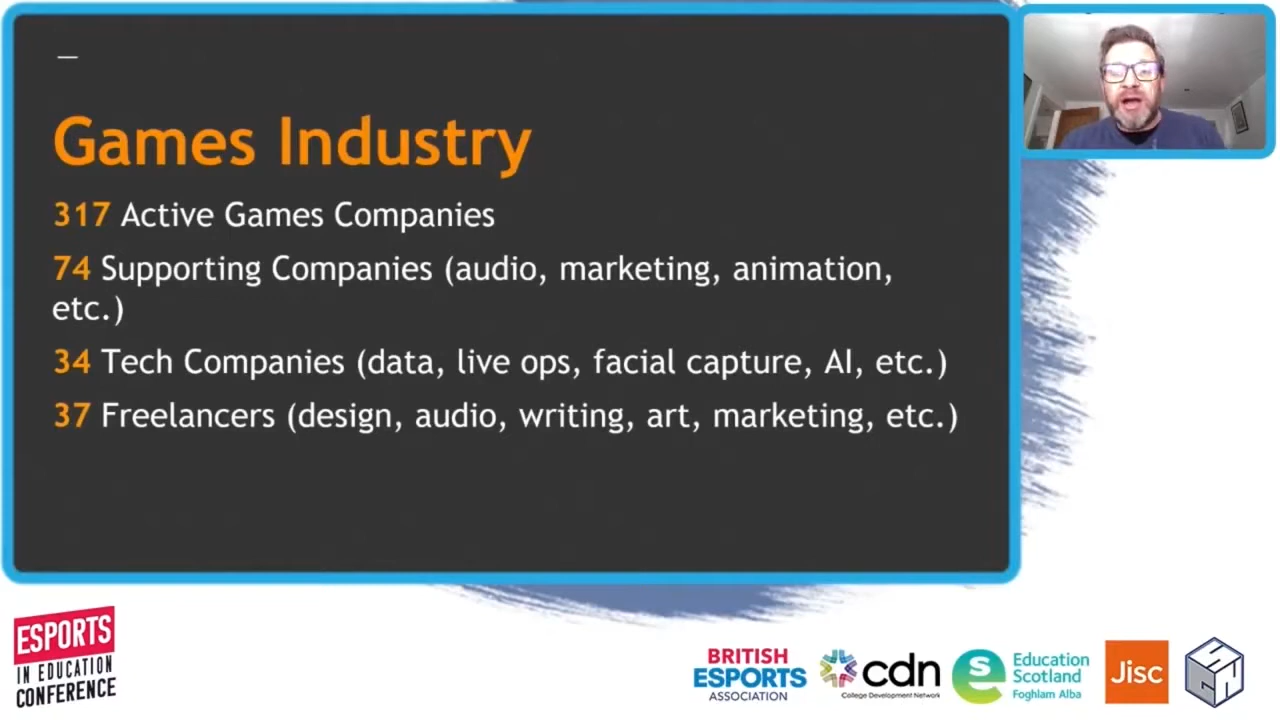 Games Industry
317 Active Games Companies
74 Supporting Companies (audio, marketing, animation,
etc.)
34 Tech Companies (data, live ops, facial capture, AI, etc.)
37 Freelancers (design, audio, writing, art, marketing, etc.)
ESPORTS
IN EDUCATION
CONFERENCE
BRITISH
ESPORTS
ASSOCIATION
cdn
College Development Network
Education
Scotland
Foghlam Alba
Jisc